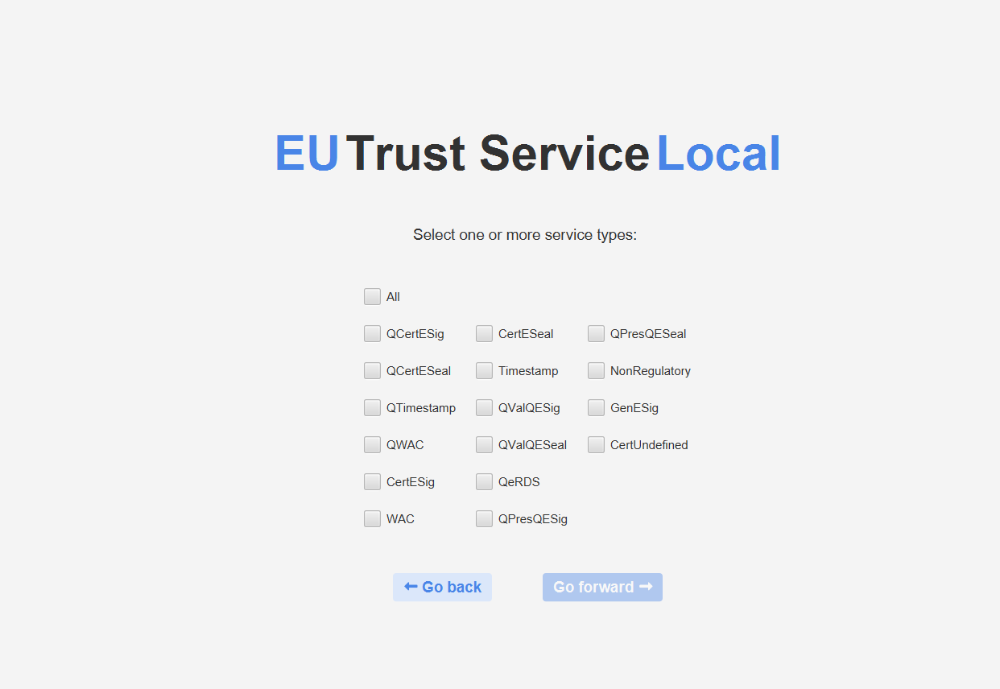 EU Trust Service Local
Select one or more service types:
All
QCertESig CertESeal QPresQESeal
QCertESeal Timestamp NonRegulatory
QTimestamp QValQESig GenESig
QWAC QValQESeal CertUndefined
CertESig QeRDS
WAC QPresQESig
← Go back Go forward →